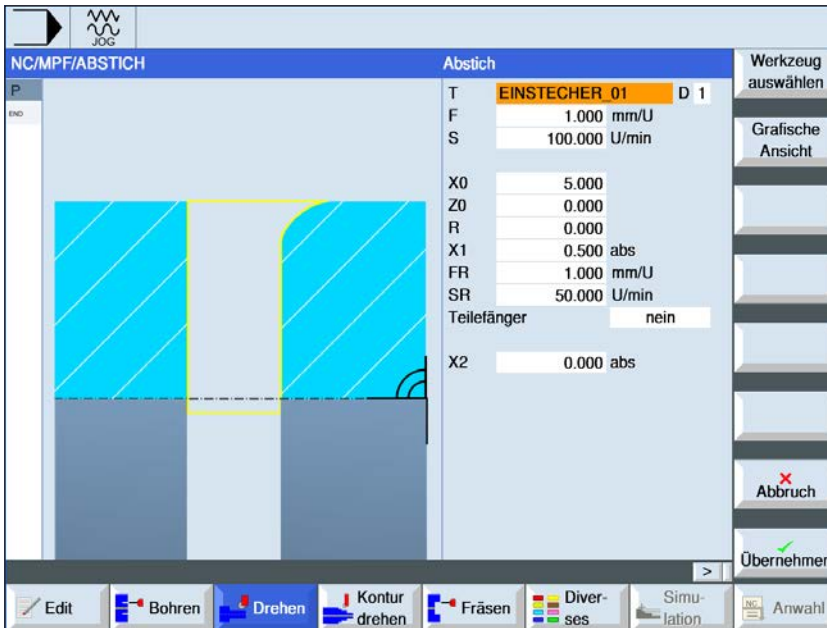 JOG
NC/MPF/ABSTICH
Abstich
P
END
T EINSTECHER_01 D 1
F 1.000 mm/U
S 100.000 U/min
X0 5.000
Z0 0.000
R 0.000
X1 0.500 abs
FR 1.000 mm/U
SR 50.000 U/min
Teilefänger nein
X2 0.000 abs
Werkzeug
auswählen
Grafische
Ansicht
Abbruch
Übernehmen
>
Edit
Bohren
Drehen
Kontur
drehen
Fräsen
Diver-
ses
Simu-
lation
NC
Anwahl